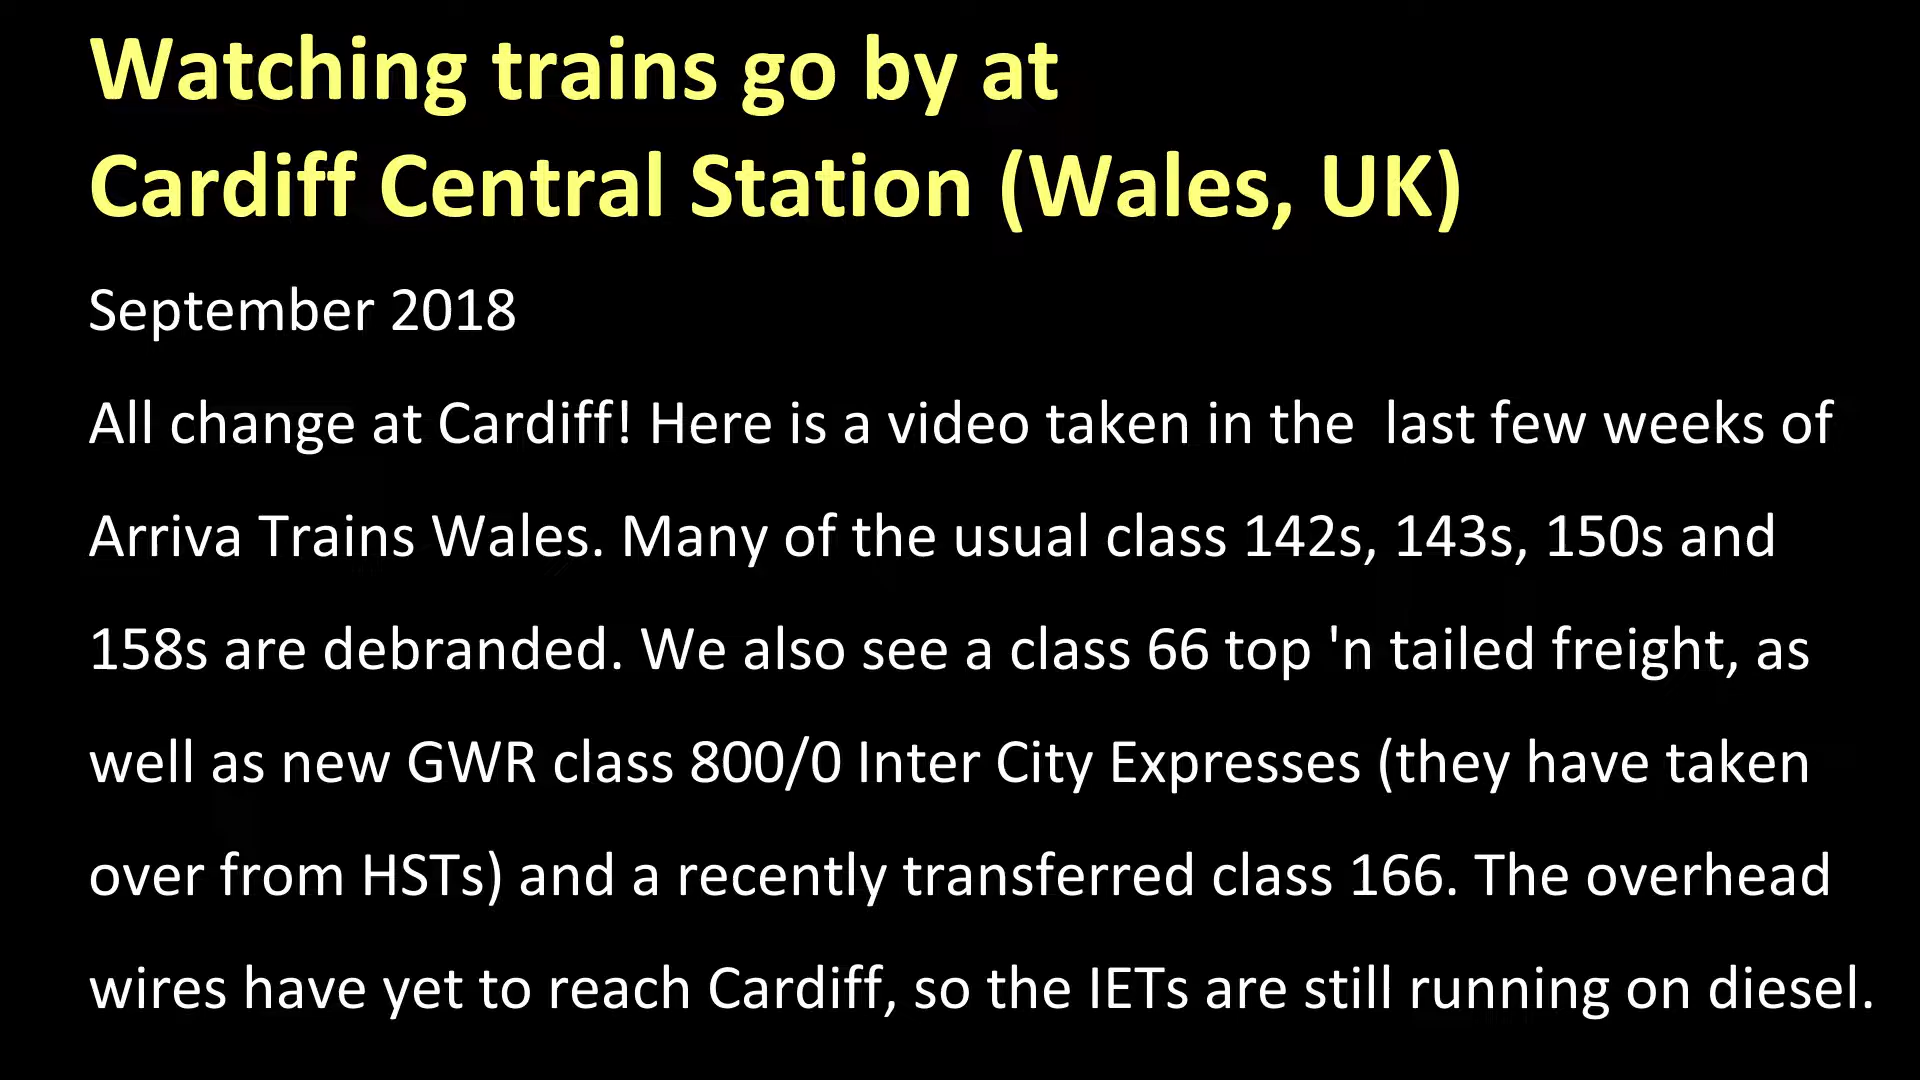 Watching trains go by at
Cardiff Central Station (Wales, UK)
September 2018
All change at Cardiff! Here is a video taken in the  last few weeks of
Arriva Trains Wales. Many of the usual class 142s, 143s, 150s and
158s are debranded. We also see a class 66 top 'n tailed freight, as
well as new GWR class 800/0 Inter City Expresses (they have taken
over from HSTs) and a recently transferred class 166. The overhead
wires have yet to reach Cardiff, so the IETs are still running on diesel.